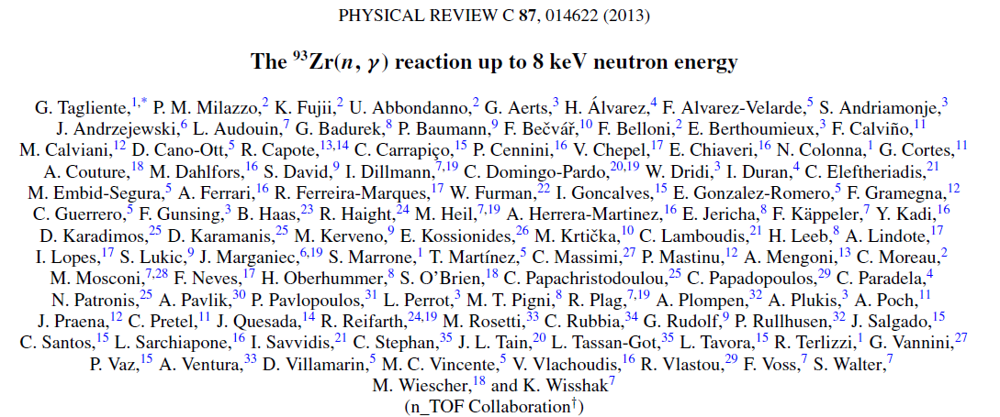 PHYSICAL REVIEW C 87, 014622 (2013)
The ⁹³Zr(n, γ) reaction up to 8 keV neutron energy
G. Tagliente,¹,* P. M. Milazzo,² K. Fujii,² U. Abbondanno,² G. Aerts,³ H. Álvarez,⁴ F. Alvarez-Velarde,⁵ S. Andriamonje,³
J. Andrzejewski,⁶ L. Audouin,⁷ G. Badurek,⁸ P. Baumann,⁹ F. Bečvář,¹⁰ F. Belloni,² E. Berthoumieux,³ F. Calviño,¹¹
M. Calviani,¹² D. Cano-Ott,⁵ R. Capote,¹³,¹⁴ C. Carrapiço,¹⁵ P. Cennini,¹⁶ V. Chepel,¹⁷ E. Chiaveri,¹⁶ N. Colonna,¹ G. Cortes,¹¹
A. Couture,¹⁸ M. Dahlfors,¹⁶ S. David,⁹ I. Dillmann,⁷,¹⁹ C. Domingo-Pardo,²⁰,¹⁹ W. Dridi,³ I. Duran,⁴ C. Eleftheriadis,²¹
M. Embid-Segura,⁵ A. Ferrari,¹⁶ R. Ferreira-Marques,¹⁷ W. Furman,²² I. Goncalves,¹⁵ E. Gonzalez-Romero,⁵ F. Gramegna,¹²
C. Guerrero,⁵ F. Gunsing,³ B. Haas,²³ R. Haight,²⁴ M. Heil,⁷,¹⁹ A. Herrera-Martinez,¹⁶ E. Jericha,⁸ F. Käppeler,⁷ Y. Kadi,¹⁶
D. Karadimos,²⁵ D. Karamanis,²⁵ M. Kerveno,⁹ E. Kossionides,²⁶ M. Krtička,¹⁰ C. Lamboudis,²¹ H. Leeb,⁸ A. Lindote,¹⁷
I. Lopes,¹⁷ S. Lukic,⁹ J. Marganiec,⁶,¹⁹ S. Marrone,¹ T. Martínez,⁵ C. Massimi,²⁷ P. Mastinu,¹² A. Mengoni,¹³ C. Moreau,²
M. Mosconi,⁷,²⁸ F. Neves,¹⁷ H. Oberhummer,⁸ S. O’Brien,¹⁸ C. Papachristodoulou,²⁵ C. Papadopoulos,²⁹ C. Paradela,⁴
N. Patronis,²⁵ A. Pavlik,³⁰ P. Pavlopoulos,³¹ L. Perrot,³ M. T. Pigni,⁸ R. Plag,⁷,¹⁹ A. Plompen,³² A. Plukis,³ A. Poch,¹¹
J. Praena,¹² C. Pretel,¹¹ J. Quesada,¹⁴ R. Reifarth,²⁴,¹⁹ M. Rosetti,³³ C. Rubbia,³⁴ G. Rudolf,⁹ P. Rullhusen,³² J. Salgado,¹⁵
C. Santos,¹⁵ L. Sarchiapone,¹⁶ I. Savvidis,²¹ C. Stephan,³⁵ J. L. Tain,²⁰ L. Tassan-Got,³⁵ L. Tavora,¹⁵ R. Terlizzi,¹ G. Vannini,²⁷
P. Vaz,¹⁵ A. Ventura,³³ D. Villamarin,⁵ M. C. Vincente,⁵ V. Vlachoudis,¹⁶ R. Vlastou,²⁹ F. Voss,⁷ S. Walter,⁷
M. Wiescher,¹⁸ and K. Wisshak⁷
(n_TOF Collaboration†)